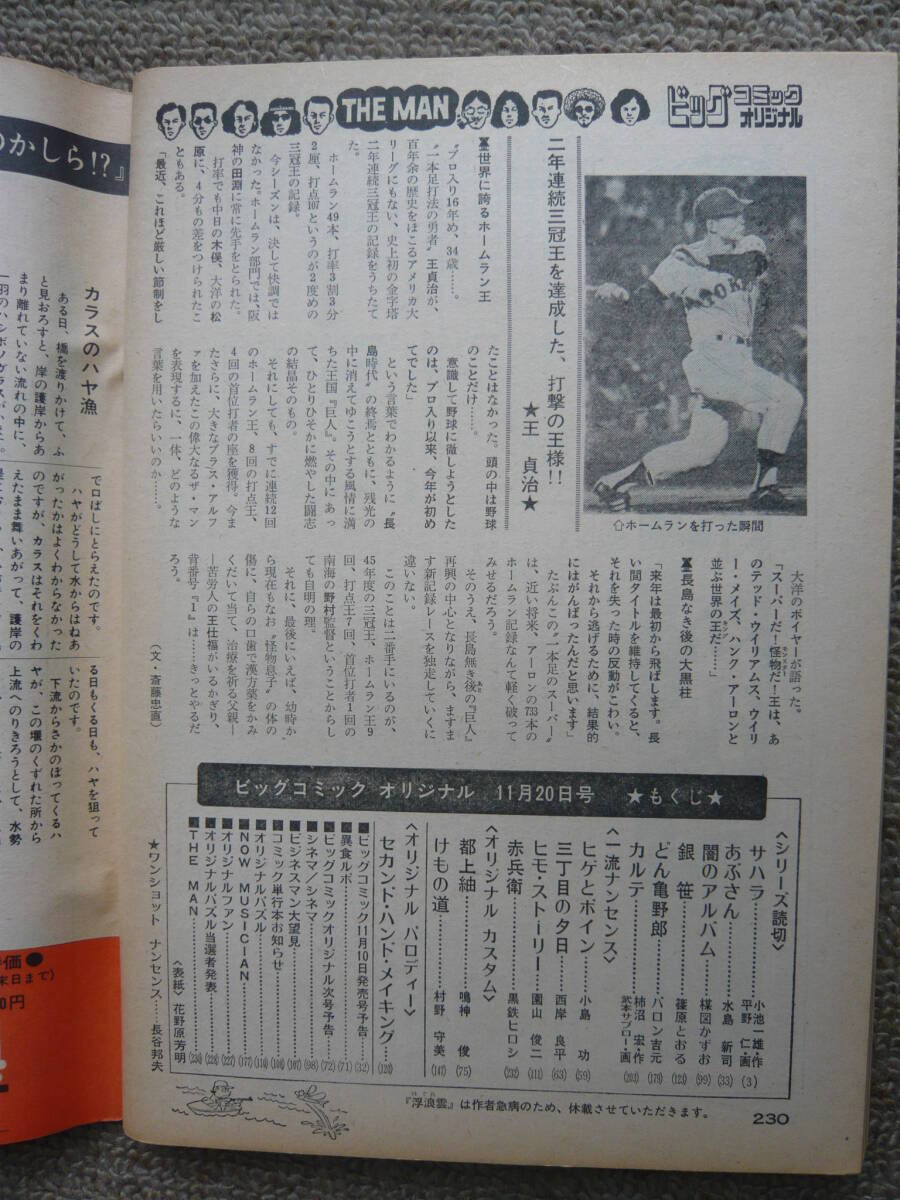 THE MAN
ビッグ
コミック
オリジナル
二年連続三冠王を達成した、打撃の王様!!
★王 貞治★
⇧ホームランを打った瞬間
世界に誇るホームラン王
〝プロ入り16年め、34歳……。
〝一本足打法の勇者〟王貞治が、
百年余の歴史をほこるアメリカ大
リーグにもない、史上初の金字塔
二年連続三冠王の記録をうちたて
た。
ホームラン49本、打率3割3分
2厘、打点107というのが2度めの
三冠王の記録。
今シーズンは、決して快調では
なかった。ホームラン部門では、阪
神の田淵に常に先手をとられた。
打率でも中日の木俣、大洋の松
原に、4分もの差をつけられたこ
ともある。
「最近、これほど厳しい節制をし
たことはなかった。頭の中は野球
のことだけ……。
意識して野球に徹しようとした
のは、プロ入り以来、今年が初め
てでした」
という言葉でわかるように〝長
島時代〟の終焉とともに、残光の
中に消えてゆこうとする風情に満
ちた王国『巨人』。その中にあっ
て、ひとりひそかに燃やした闘志
の結晶そのもの。
それにしても、すでに連続12回
のホームラン王、8回の打点王、
4回の首位打者の座を獲得。今ま
たさらに、大きなプラス・アルフ
ァを加えたこの偉大なるザ・マン
を表現するに、一体、どのような
言葉を用いたらいいのか……。
大洋のボイヤーが語った。
「スーパーだ!怪物だ!王は、あ
モンスター
のテッド・ウイリアムス、ウイリ
ー・メイズ、ハンク・アーロンと
並ぶ世界の王だ……」
キング
長島なき後の大黒柱
「来年は最初から飛ばします。長
い間タイトルを維持してくると、
それを失った時の反動がこわい。
それから逃げるために、結果的
にはがんばったんだと思います」
たぶんこの〝一本足のスーパー〟
は、近い将来、アーロンの733本の
ホームラン記録なんて軽く破って
みせるだろう。
そのうえ、長島無き後の『巨人』
再興の中心となりながら、ますま
す新記録レースを独走していくに
違いない。
このことは二番手にいるのが、
45年度の三冠王、ホームラン王9
回、打点王7回、首位打者1回の
南海の野村監督ということからし
ても自明の理。
それに、最後にいえば、幼時か
ら現在もなお〝怪物息子〟の体の
傷に、自らの口歯で漢方薬をかみ
くだいて当て、治療を祈る父親—
—苦労人の王仕福がいるかぎり、
背番号『1』は……きっとやるだ
ろう。
(文・斎藤忠直)
ビッグコミック オリジナル 11月20日号 ★もくじ★
〈シリーズ読切〉
サハラ……小池一雄・作 平野 仁・画(3)
あぶさん……水島 新司(33)
闇のアルバム……楳図かずお(99)
銀 笹……篠原とおる(123)
どん亀野郎……バロン吉元(179)
カルテ……柿沼 宏・作 武本サブロー・画(203)
〈一流ナンセンス〉
ヒゲとボイン……小島 功(59)
三丁目の夕日……西岸 良平(63)
ヒモ・ストーリー……園山 俊二(111)
赤兵衛……黒鉄ヒロシ(232)
〈オリジナル カスタム〉
都上紬……鳴神 俊(75)
けもの道……村野 守美(147)
〈オリジナル パロディー〉
セカンド・ハンド・メイキング……(120)
■ビッグコミック11月10日発売号予告……(32)
■異食ルポ……(71)
■ビッグコミックオリジナル次号予告……(72)
■シネマ/シネマ……(98)
■ビジネスマン大望見……(107)
■コミック単行本お知らせ……(108)
■オリジナルパズル……(110)
■NOW MUSICIAN……(177)
■オリジナルファン……(227)
■オリジナルパズル当選者発表……(228)
■THE MAN……(230)
〈表紙〉花野原芳明
★ワンショット ナンセンス……長谷邦夫
『浮浪雲』は作者急病のため、休載させていただきます。
はぐれ
230
のかしら!?』
カラスのハヤ漁
ある日、橋を渡りかけて、ふ
と見おろすと、岸の護岸からあ
まり離れていない流れの中に、
一羽のハシボソガラスが、
で口ばしにとらえたのです。
ハヤがどうして水からはねあ
がったかはよくわからなかった
のですが、カラスはそれをくわ
えたまま舞いあがって、護岸の
る日もくる日も、ハヤを狙って
いたのです。
下流からさかのぼってくるハ
ヤが、この堰のくずれた所から
上流へのりきろうとして、水勢
価●
末日まで)
0円